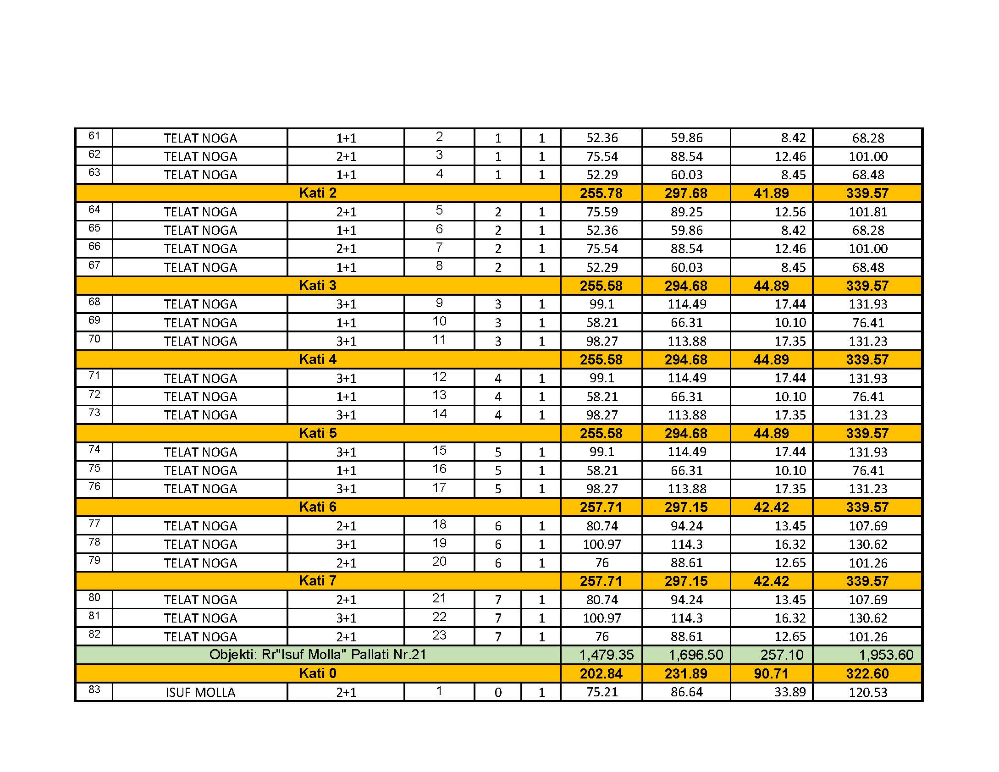 61 TELAT NOGA 1+1 2 1 1 52.36 59.86 8.42 68.28
62 TELAT NOGA 2+1 3 1 1 75.54 88.54 12.46 101.00
63 TELAT NOGA 1+1 4 1 1 52.29 60.03 8.45 68.48
Kati 2 255.78 297.68 41.89 339.57
64 TELAT NOGA 2+1 5 2 1 75.59 89.25 12.56 101.81
65 TELAT NOGA 1+1 6 2 1 52.36 59.86 8.42 68.28
66 TELAT NOGA 2+1 7 2 1 75.54 88.54 12.46 101.00
67 TELAT NOGA 1+1 8 2 1 52.29 60.03 8.45 68.48
Kati 3 255.58 294.68 44.89 339.57
68 TELAT NOGA 3+1 9 3 1 99.1 114.49 17.44 131.93
69 TELAT NOGA 1+1 10 3 1 58.21 66.31 10.10 76.41
70 TELAT NOGA 3+1 11 3 1 98.27 113.88 17.35 131.23
Kati 4 255.58 294.68 44.89 339.57
71 TELAT NOGA 3+1 12 4 1 99.1 114.49 17.44 131.93
72 TELAT NOGA 1+1 13 4 1 58.21 66.31 10.10 76.41
73 TELAT NOGA 3+1 14 4 1 98.27 113.88 17.35 131.23
Kati 5 255.58 294.68 44.89 339.57
74 TELAT NOGA 3+1 15 5 1 99.1 114.49 17.44 131.93
75 TELAT NOGA 1+1 16 5 1 58.21 66.31 10.10 76.41
76 TELAT NOGA 3+1 17 5 1 98.27 113.88 17.35 131.23
Kati 6 257.71 297.15 42.42 339.57
77 TELAT NOGA 2+1 18 6 1 80.74 94.24 13.45 107.69
78 TELAT NOGA 3+1 19 6 1 100.97 114.3 16.32 130.62
79 TELAT NOGA 2+1 20 6 1 76 88.61 12.65 101.26
Kati 7 257.71 297.15 42.42 339.57
80 TELAT NOGA 2+1 21 7 1 80.74 94.24 13.45 107.69
81 TELAT NOGA 3+1 22 7 1 100.97 114.3 16.32 130.62
82 TELAT NOGA 2+1 23 7 1 76 88.61 12.65 101.26
Objekti: Rr"Isuf Molla" Pallati Nr.21 1,479.35 1,696.50 257.10 1,953.60
Kati 0 202.84 231.89 90.71 322.60
83 ISUF MOLLA 2+1 1 0 1 75.21 86.64 33.89 120.53